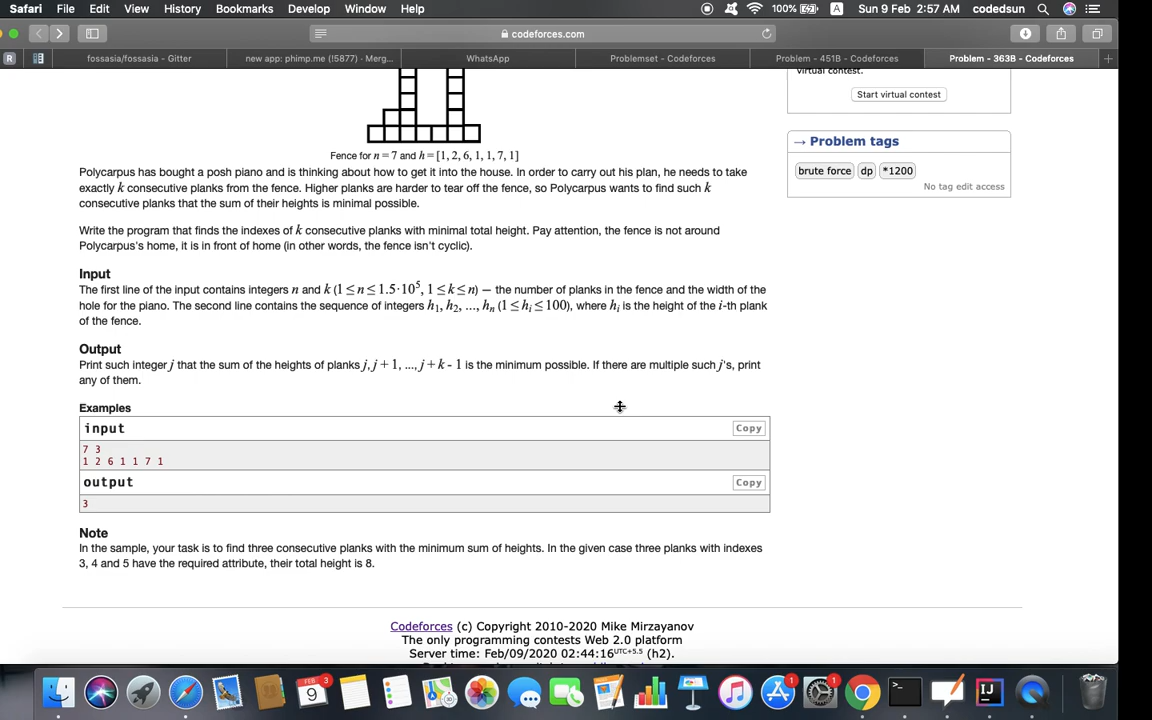 Safari File Edit View History Bookmarks Develop Window Help 100% A Sun 9 Feb 2:57 AM codedsun
codeforces.com
R fossasia/fossasia - Gitter new app: phimp.me (!5877) · Merg... WhatsApp Problemset - Codeforces Problem - 451B - Codeforces Problem - 363B - Codeforces
virtual contest.
Start virtual contest
→ Problem tags
brute force dp *1200
No tag edit access
Fence for n = 7 and h = [1, 2, 6, 1, 1, 7, 1]
Polycarpus has bought a posh piano and is thinking about how to get it into the house. In order to carry out his plan, he needs to take
exactly k consecutive planks from the fence. Higher planks are harder to tear off the fence, so Polycarpus wants to find such k
consecutive planks that the sum of their heights is minimal possible.
Write the program that finds the indexes of k consecutive planks with minimal total height. Pay attention, the fence is not around
Polycarpus's home, it is in front of home (in other words, the fence isn't cyclic).
Input
The first line of the input contains integers n and k (1 ≤ n ≤ 1.5·10⁵, 1 ≤ k ≤ n) — the number of planks in the fence and the width of the
hole for the piano. The second line contains the sequence of integers h₁, h₂, ..., hₙ (1 ≤ hᵢ ≤ 100), where hᵢ is the height of the i-th plank
of the fence.
Output
Print such integer j that the sum of the heights of planks j, j + 1, ..., j + k - 1 is the minimum possible. If there are multiple such j's, print
any of them.
Examples
input
Copy
7 3
1 2 6 1 1 7 1
output
Copy
3
Note
In the sample, your task is to find three consecutive planks with the minimum sum of heights. In the given case three planks with indexes
3, 4 and 5 have the required attribute, their total height is 8.
Codeforces (c) Copyright 2010-2020 Mike Mirzayanov
The only programming contests Web 2.0 platform
Server time: Feb/09/2020 02:44:16 UTC+5.5 (h2).
FEB 3
9
1
1
>_
IJ